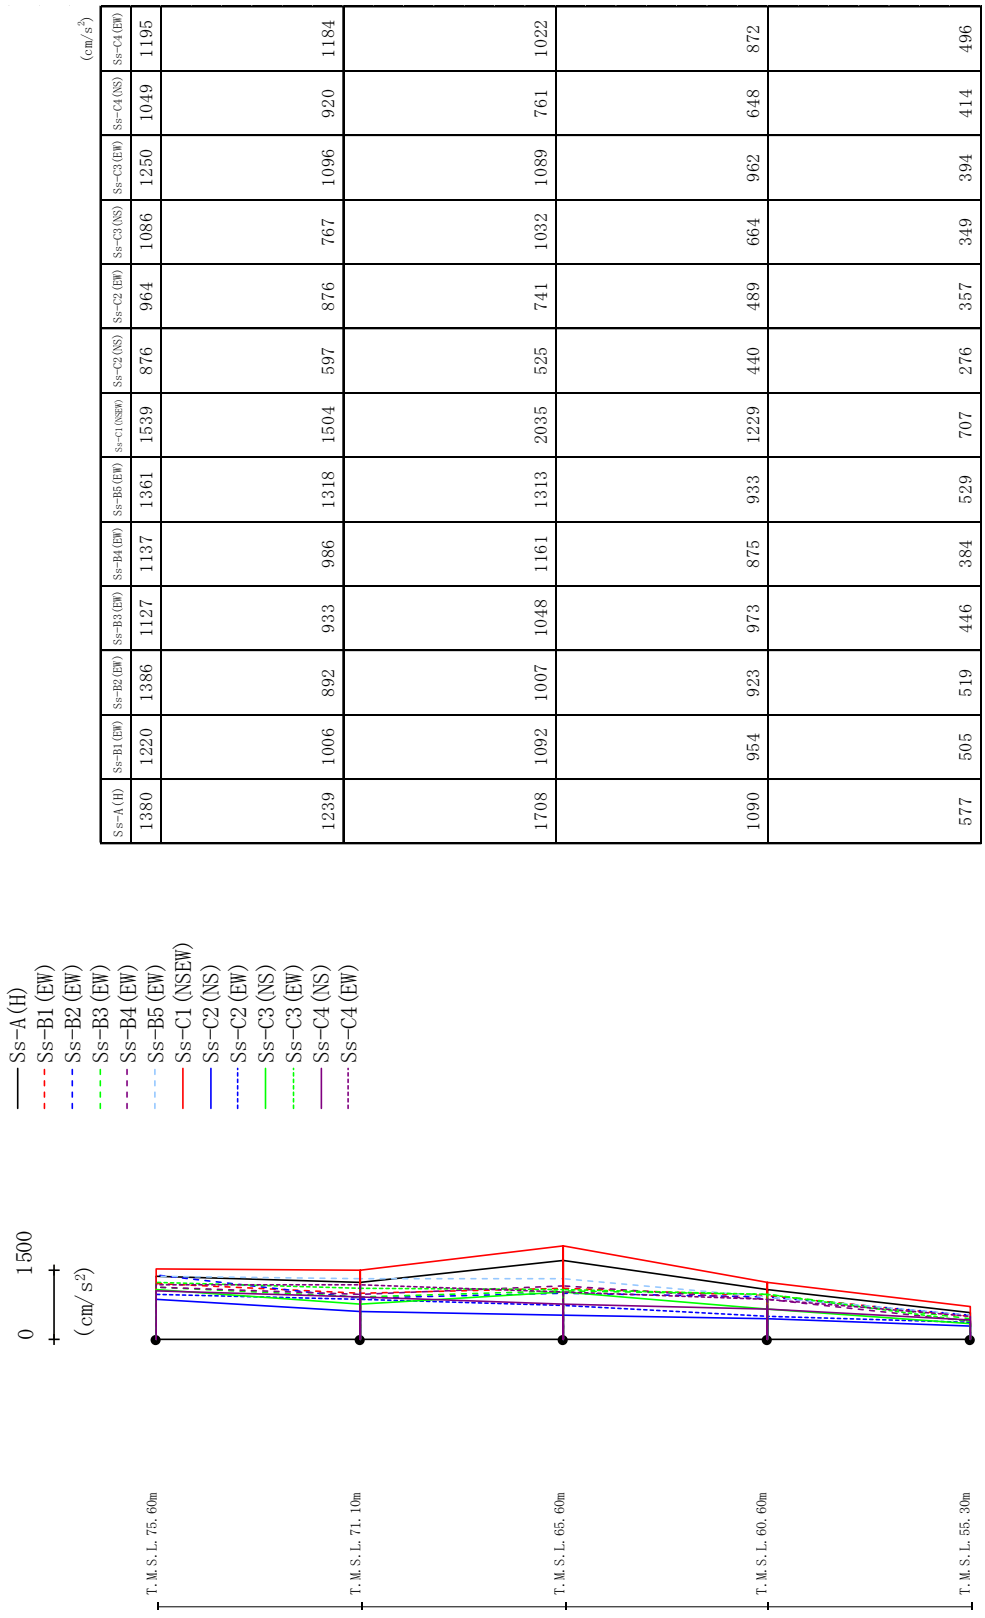 T.M.S.L.75.60m
T.M.S.L.71.10m
T.M.S.L.65.60m
T.M.S.L.60.60m
T.M.S.L.55.30m
0 1500
(cm/s²)
Ss-A(H)
Ss-B1(EW)
Ss-B2(EW)
Ss-B3(EW)
Ss-B4(EW)
Ss-B5(EW)
Ss-C1(NSEW)
Ss-C2(NS)
Ss-C2(EW)
Ss-C3(NS)
Ss-C3(EW)
Ss-C4(NS)
Ss-C4(EW)
(cm/s²)
Ss-A(H) Ss-B1(EW) Ss-B2(EW) Ss-B3(EW) Ss-B4(EW) Ss-B5(EW) Ss-C1(NSEW) Ss-C2(NS) Ss-C2(EW) Ss-C3(NS) Ss-C3(EW) Ss-C4(NS) Ss-C4(EW)
1380 1220 1386 1127 1137 1361 1539 876 964 1086 1250 1049 1195
1239 1006 892 933 986 1318 1504 597 876 767 1096 920 1184
1708 1092 1007 1048 1161 1313 2035 525 741 1032 1089 761 1022
1090 954 923 973 875 933 1229 440 489 664 962 648 872
577 505 519 446 384 529 707 276 357 349 394 414 496